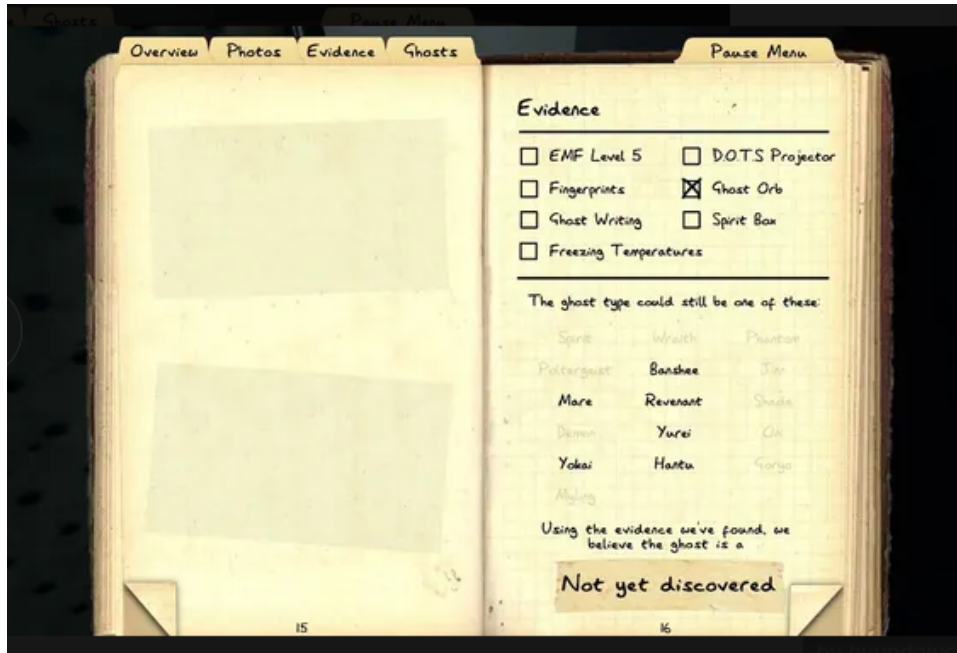 Ghosts Pause Menu
Overview Photos Evidence Ghosts Pause Menu
Evidence
EMF Level 5 D.O.T.S Projector
Fingerprints Ghost Orb
Ghost Writing Spirit Box
Freezing Temperatures
The ghost type could still be one of these:
Spirit Wraith Phantom
Poltergeist Banshee Jinn
Mare Revenant Shade
Demon Yurei Oni
Yokai Hantu Goryo
Myling
Using the evidence we've found, we
believe the ghost is a
Not yet discovered
15 16